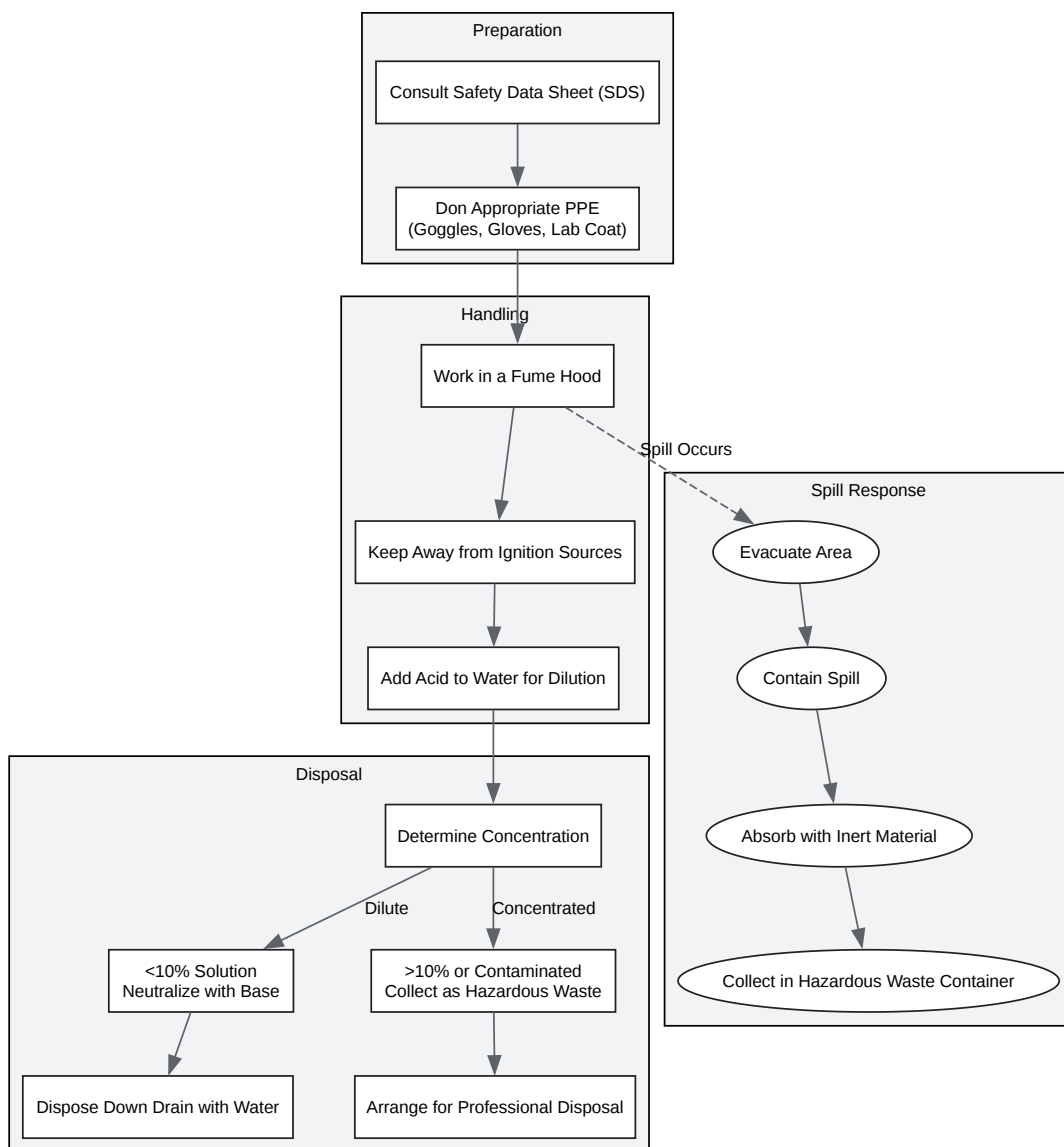 Preparation
Consult Safety Data Sheet (SDS)
Don Appropriate PPE
(Goggles, Gloves, Lab Coat)
Handling
Work in a Fume Hood
Spill Occurs
Keep Away from Ignition Sources
Add Acid to Water for Dilution
Spill Response
Evacuate Area
Contain Spill
Absorb with Inert Material
Collect in Hazardous Waste Container
Disposal
Determine Concentration
Dilute
Concentrated
<10% Solution
Neutralize with Base
>10% or Contaminated
Collect as Hazardous Waste
Dispose Down Drain with Water
Arrange for Professional Disposal